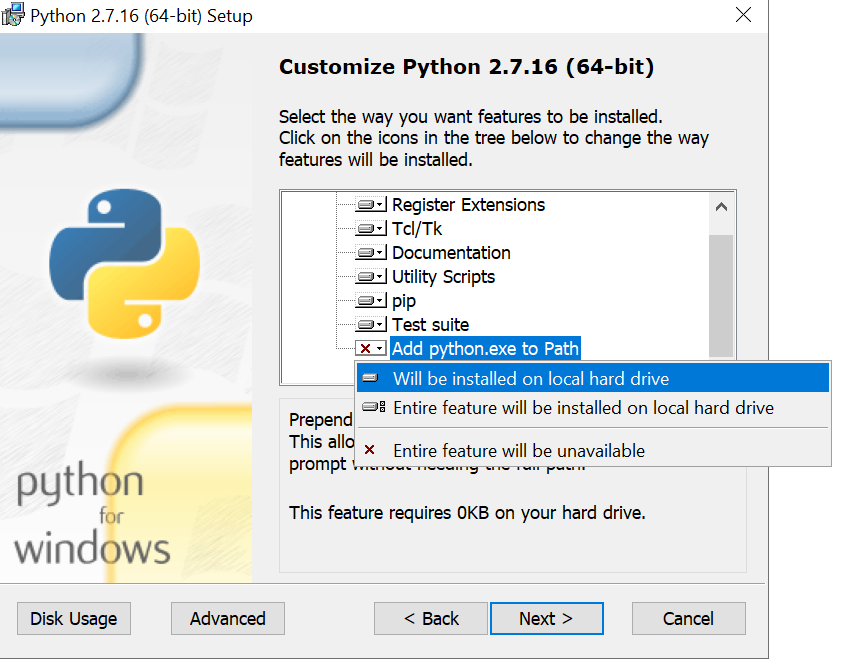 Python 2.7.16 (64-bit) Setup
Customize Python 2.7.16 (64-bit)
Select the way you want features to be installed.
Click on the icons in the tree below to change the way
features will be installed.
Register Extensions
Tcl/Tk
Documentation
Utility Scripts
pip
Test suite
Add python.exe to Path
Will be installed on local hard drive
Entire feature will be installed on local hard drive
Entire feature will be unavailable
Prepend
This allo
prompt without needing the full path.
This feature requires 0KB on your hard drive.
python
for
windows
Disk Usage
Advanced
< Back
Next >
Cancel